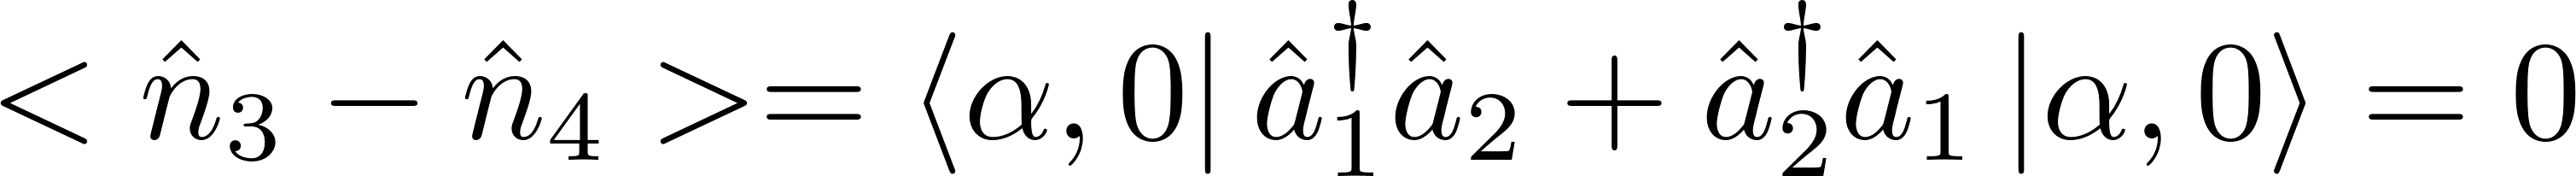 < n̂₃ − n̂₄ >= ⟨α, 0| â₁†â₂ + â₂†â₁ |α, 0⟩ = 0